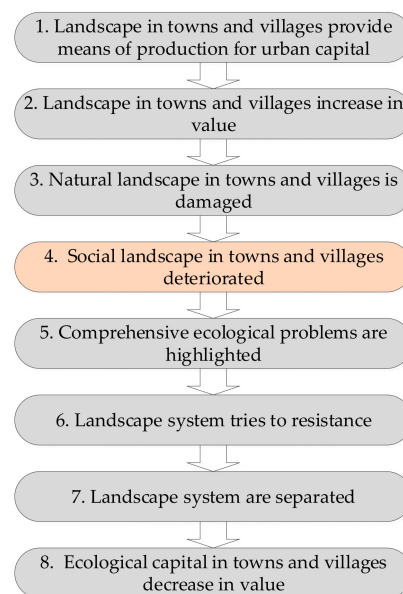 1. Landscape in towns and villages provide
means of production for urban capital
2. Landscape in towns and villages increase in
value
3. Natural landscape in towns and villages is
damaged
4. Social landscape in towns and villages
deteriorated
5. Comprehensive ecological problems are
highlighted
6. Landscape system tries to resistance
7. Landscape system are separated
8. Ecological capital in towns and villages
decrease in value